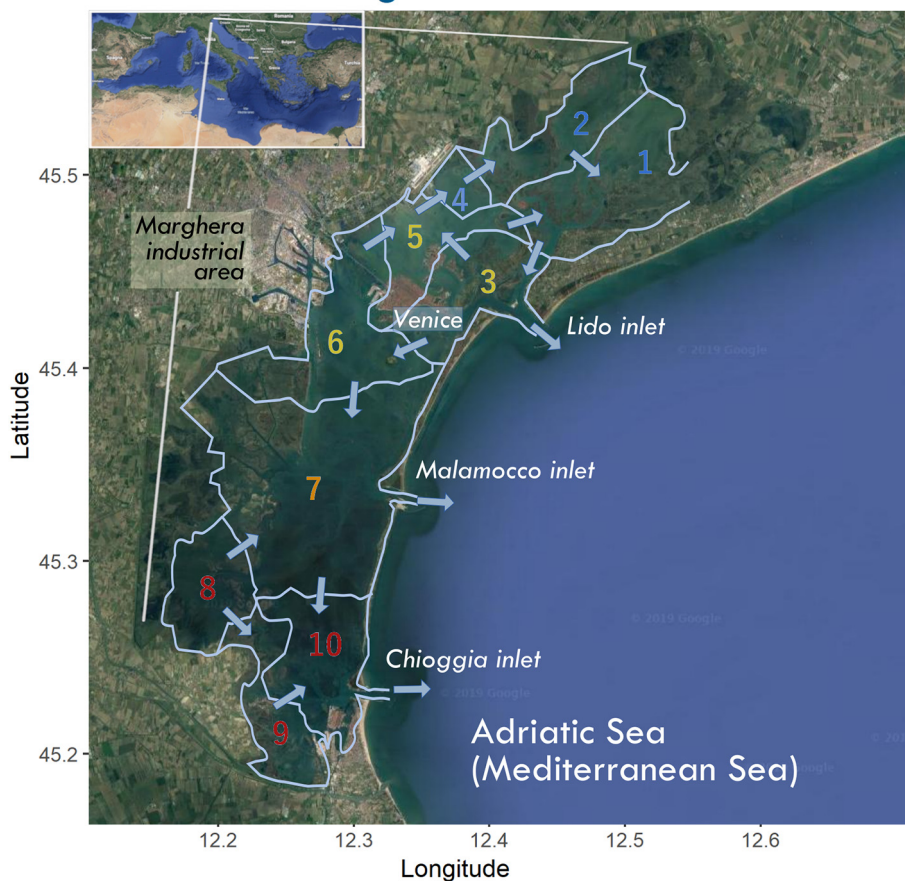 45.5
45.4
45.3
45.2
Latitude
12.2
12.3
12.4
12.5
12.6
Longitude
Marghera
industrial
area
Venice
Lido inlet
Malamocco inlet
Chioggia inlet
Adriatic Sea
(Mediterranean Sea)
1
2
3
4
5
6
7
8
9
10
© 2019 Google
© 2019 Google
© 2019 Google
© 2019 Google